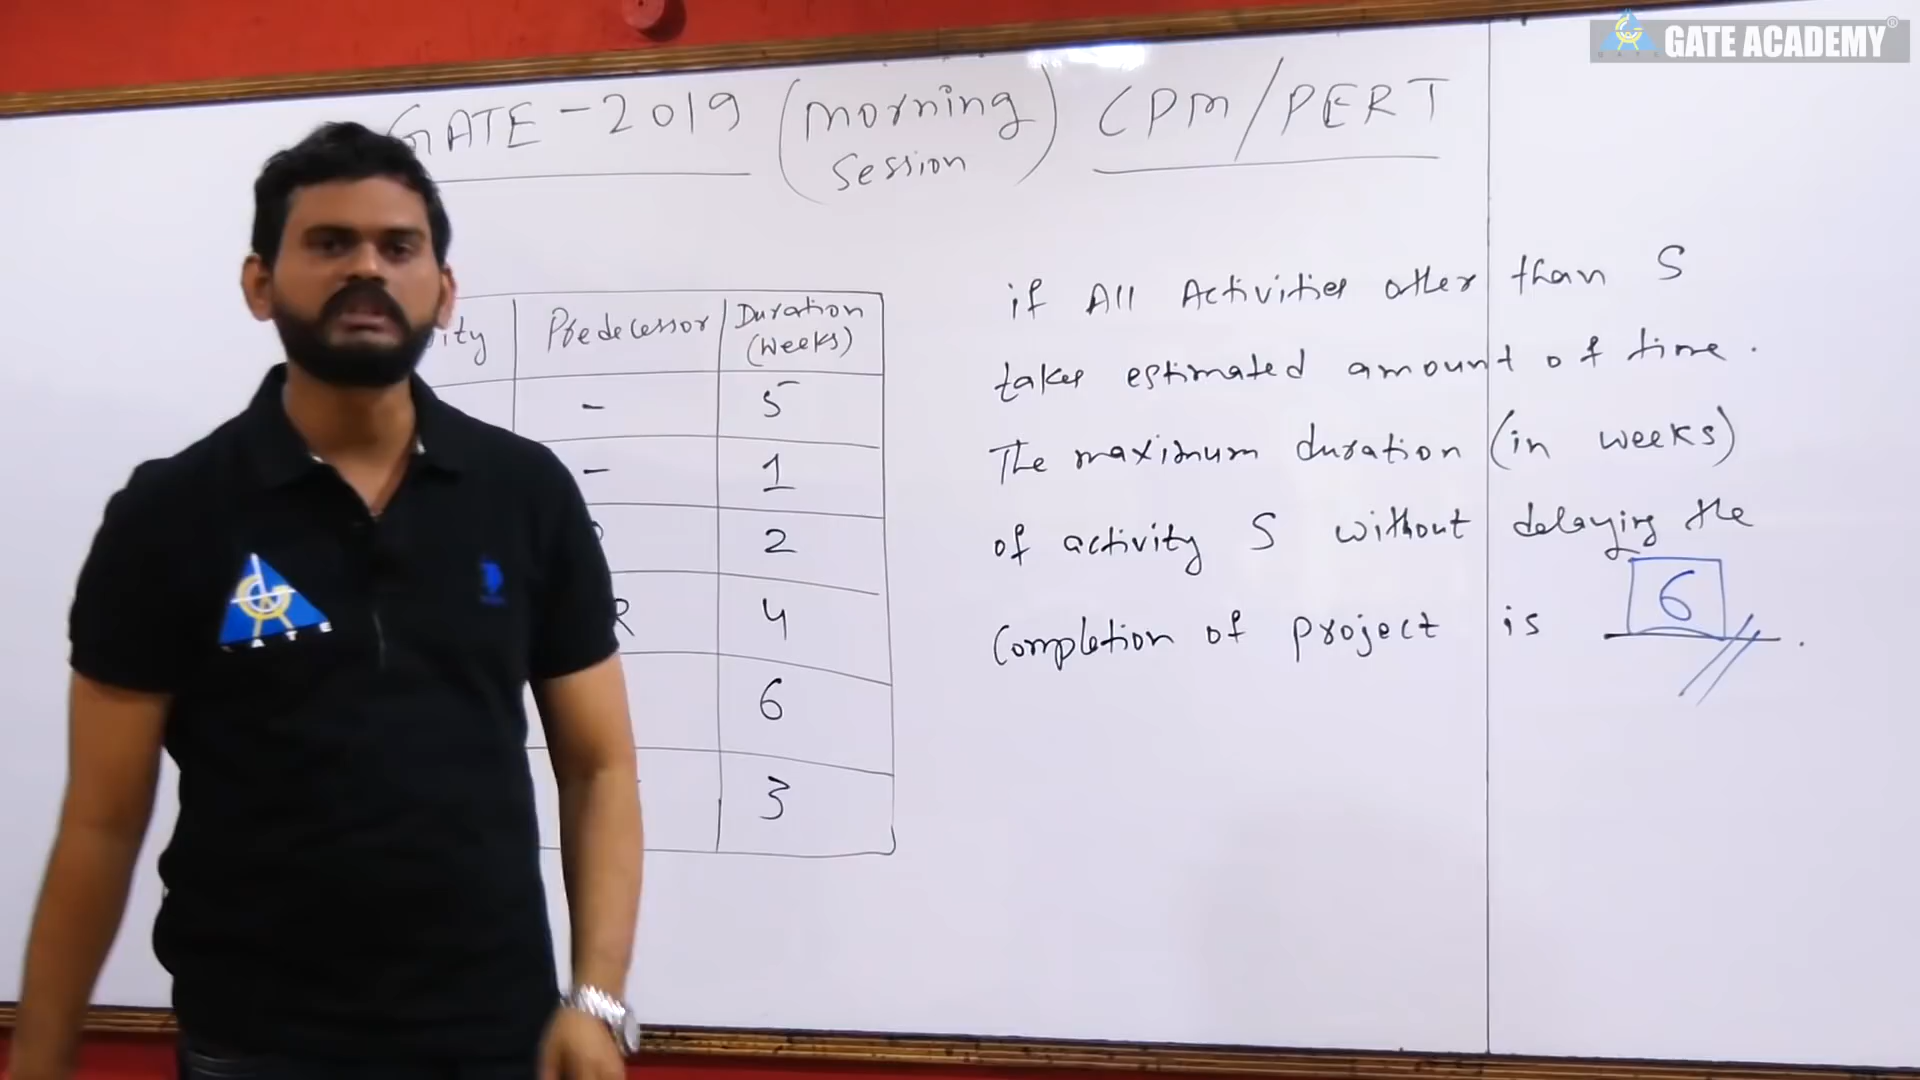 GATE ACADEMY
GATE-2019 (Morning Session) CPM/PERT
Predecessor Duration (Weeks)
- 5
- 1
2
R 4
6
3
if All Activities other than S
takes estimated amount of time.
The maximum duration (in weeks)
of activity S without delaying the
Completion of project is 6.